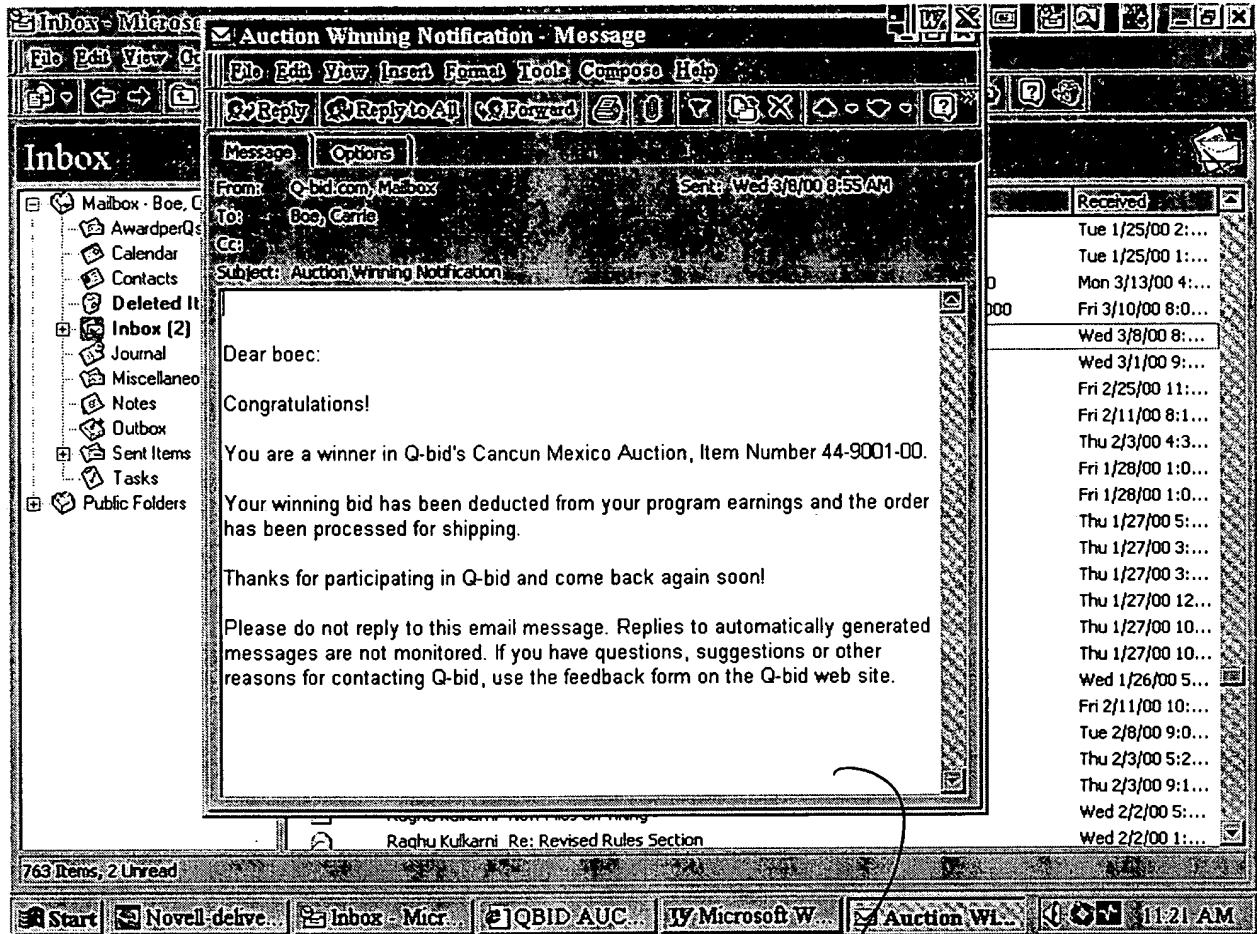 Inbox - Microso
Auction Winning Notification - Message
File Edit View
File Edit View Insert Format Tools Compose Help
Reply Reply to All Forward
Inbox
Message Options
From: Q-bid.com, Mailbox Sent: Wed 3/8/00 8:55 AM
To: Boe, Carrie
Cc:
Subject: Auction Winning Notification
Mailbox - Boe, C
AwardperQs
Calendar
Contacts
Deleted It
Inbox (2)
Journal
Miscellaneo
Notes
Outbox
Sent Items
Tasks
Public Folders
Dear boec:
Congratulations!
You are a winner in Q-bid's Cancun Mexico Auction, Item Number 44-9001-00.
Your winning bid has been deducted from your program earnings and the order
has been processed for shipping.
Thanks for participating in Q-bid and come back again soon!
Please do not reply to this email message. Replies to automatically generated
messages are not monitored. If you have questions, suggestions or other
reasons for contacting Q-bid, use the feedback form on the Q-bid web site.
Received
Tue 1/25/00 2:...
Tue 1/25/00 1:...
Mon 3/13/00 4:...
000 Fri 3/10/00 8:0...
Wed 3/8/00 8:...
Wed 3/1/00 9:...
Fri 2/25/00 11:...
Fri 2/11/00 8:1...
Thu 2/3/00 4:3...
Fri 1/28/00 1:0...
Fri 1/28/00 1:0...
Thu 1/27/00 5:...
Thu 1/27/00 3:...
Thu 1/27/00 3:...
Thu 1/27/00 12...
Thu 1/27/00 10...
Thu 1/27/00 10...
Wed 1/26/00 5...
Fri 2/11/00 10:...
Tue 2/8/00 9:0...
Thu 2/3/00 5:2...
Thu 2/3/00 9:1...
Wed 2/2/00 5:...
Raghu Kulkarni Re: Revised Rules Section Wed 2/2/00 1:...
763 Items, 2 Unread
Start Novell-delive... Inbox - Micr... QBID AUC... Microsoft W... Auction Wi... 11:21 AM